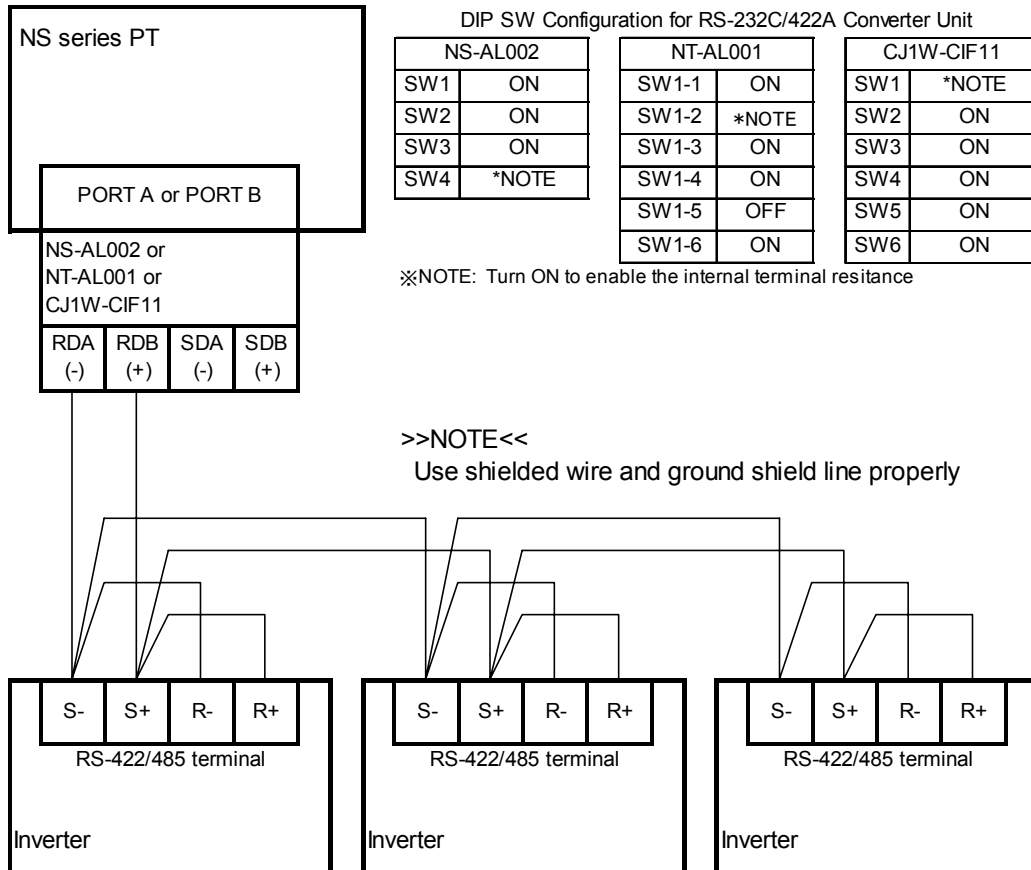 NS series PT
PORT A or PORT B
NS-AL002 or
NT-AL001 or
CJ1W-CIF11
RDA (-) RDB (+) SDA (-) SDB (+)
DIP SW Configuration for RS-232C/422A Converter Unit
NS-AL002
SW1 ON
SW2 ON
SW3 ON
SW4 *NOTE
NT-AL001
SW1-1 ON
SW1-2 *NOTE
SW1-3 ON
SW1-4 ON
SW1-5 OFF
SW1-6 ON
CJ1W-CIF11
SW1 *NOTE
SW2 ON
SW3 ON
SW4 ON
SW5 ON
SW6 ON
※NOTE: Turn ON to enable the internal terminal resitance
>>NOTE<<
Use shielded wire and ground shield line properly
S- S+ R- R+
RS-422/485 terminal
Inverter
S- S+ R- R+
RS-422/485 terminal
Inverter
S- S+ R- R+
RS-422/485 terminal
Inverter